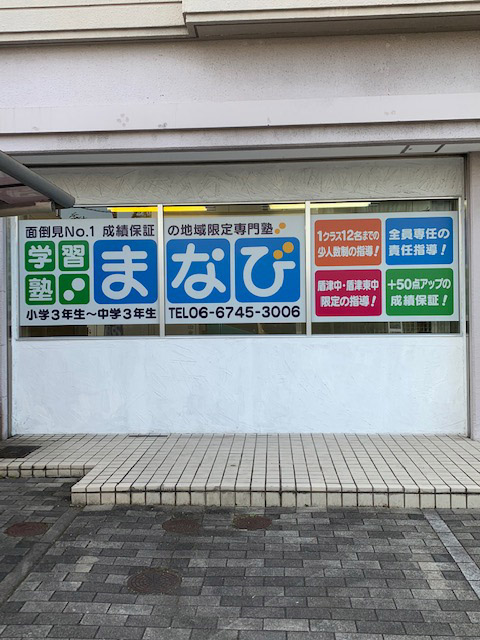 面倒見No.1 成績保証の地域限定専門塾
学習塾 まなび
小学3年生〜中学3年生 TEL06-6745-3006
1クラス12名までの
少人数制の指導!
全員専任の
責任指導!
盾津中・盾津東中
限定の指導!
+50点アップの
成績保証!